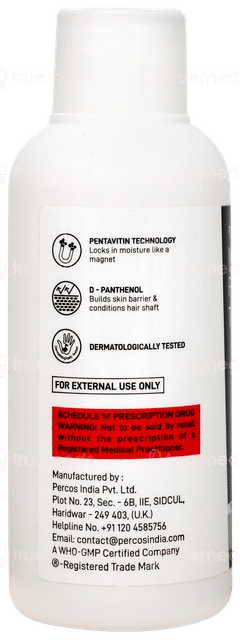 PENTAVITIN TECHNOLOGY
Locks in moisture like a
magnet
D - PANTHENOL
Builds skin barrier &
conditions hair shaft
DERMATOLOGICALLY TESTED
FOR EXTERNAL USE ONLY
SCHEDULE 'H' PRESCRIPTION DRUG
WARNING: Not to be sold by retail
without the prescription of a
Registered Medical Practitioner.
Manufactured by :
Percos India Pvt. Ltd.
Plot No. 23, Sec. - 6B, IIE, SIDCUL,
Haridwar - 249 403, (U.K.)
Helpline No. +91 120 4585756
Email: contact@percosindia.com
A WHO-GMP Certified Company
®-Registered Trade Mark